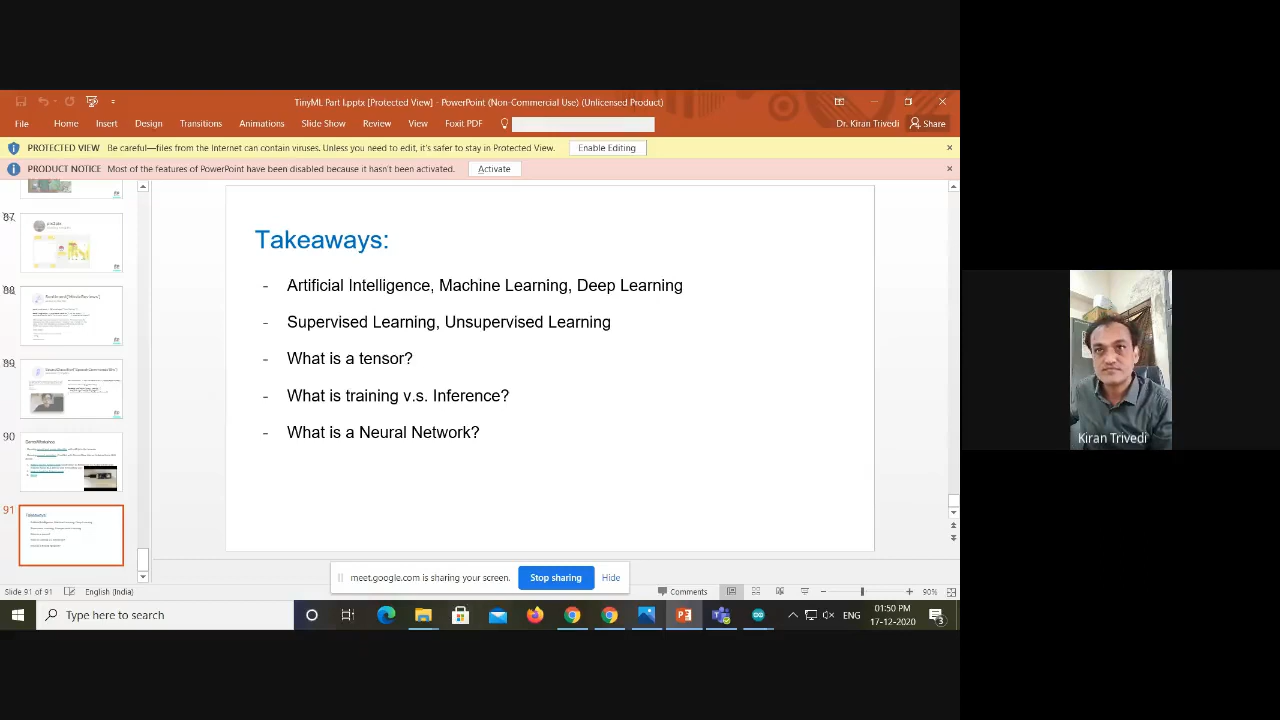 TinyML Part I.pptx [Protected View] - PowerPoint (Non-Commercial Use) (Unlicensed Product)
File Home Insert Design Transitions Animations Slide Show Review View Foxit PDF Dr. Kiran Trivedi Share
PROTECTED VIEW Be careful—files from the Internet can contain viruses. Unless you need to edit, it's safer to stay in Protected View. Enable Editing
PRODUCT NOTICE Most of the features of PowerPoint have been disabled because it hasn't been activated. Activate
87
88
89
90
91
Takeaways:
- Artificial Intelligence, Machine Learning, Deep Learning
- Supervised Learning, Unsupervised Learning
- What is a tensor?
- What is training v.s. Inference?
- What is a Neural Network?
Kiran Trivedi
meet.google.com is sharing your screen. Stop sharing Hide
Slide 91 of 91 English (India) Comments 90%
Type here to search ENG 01:50 PM
17-12-2020 3